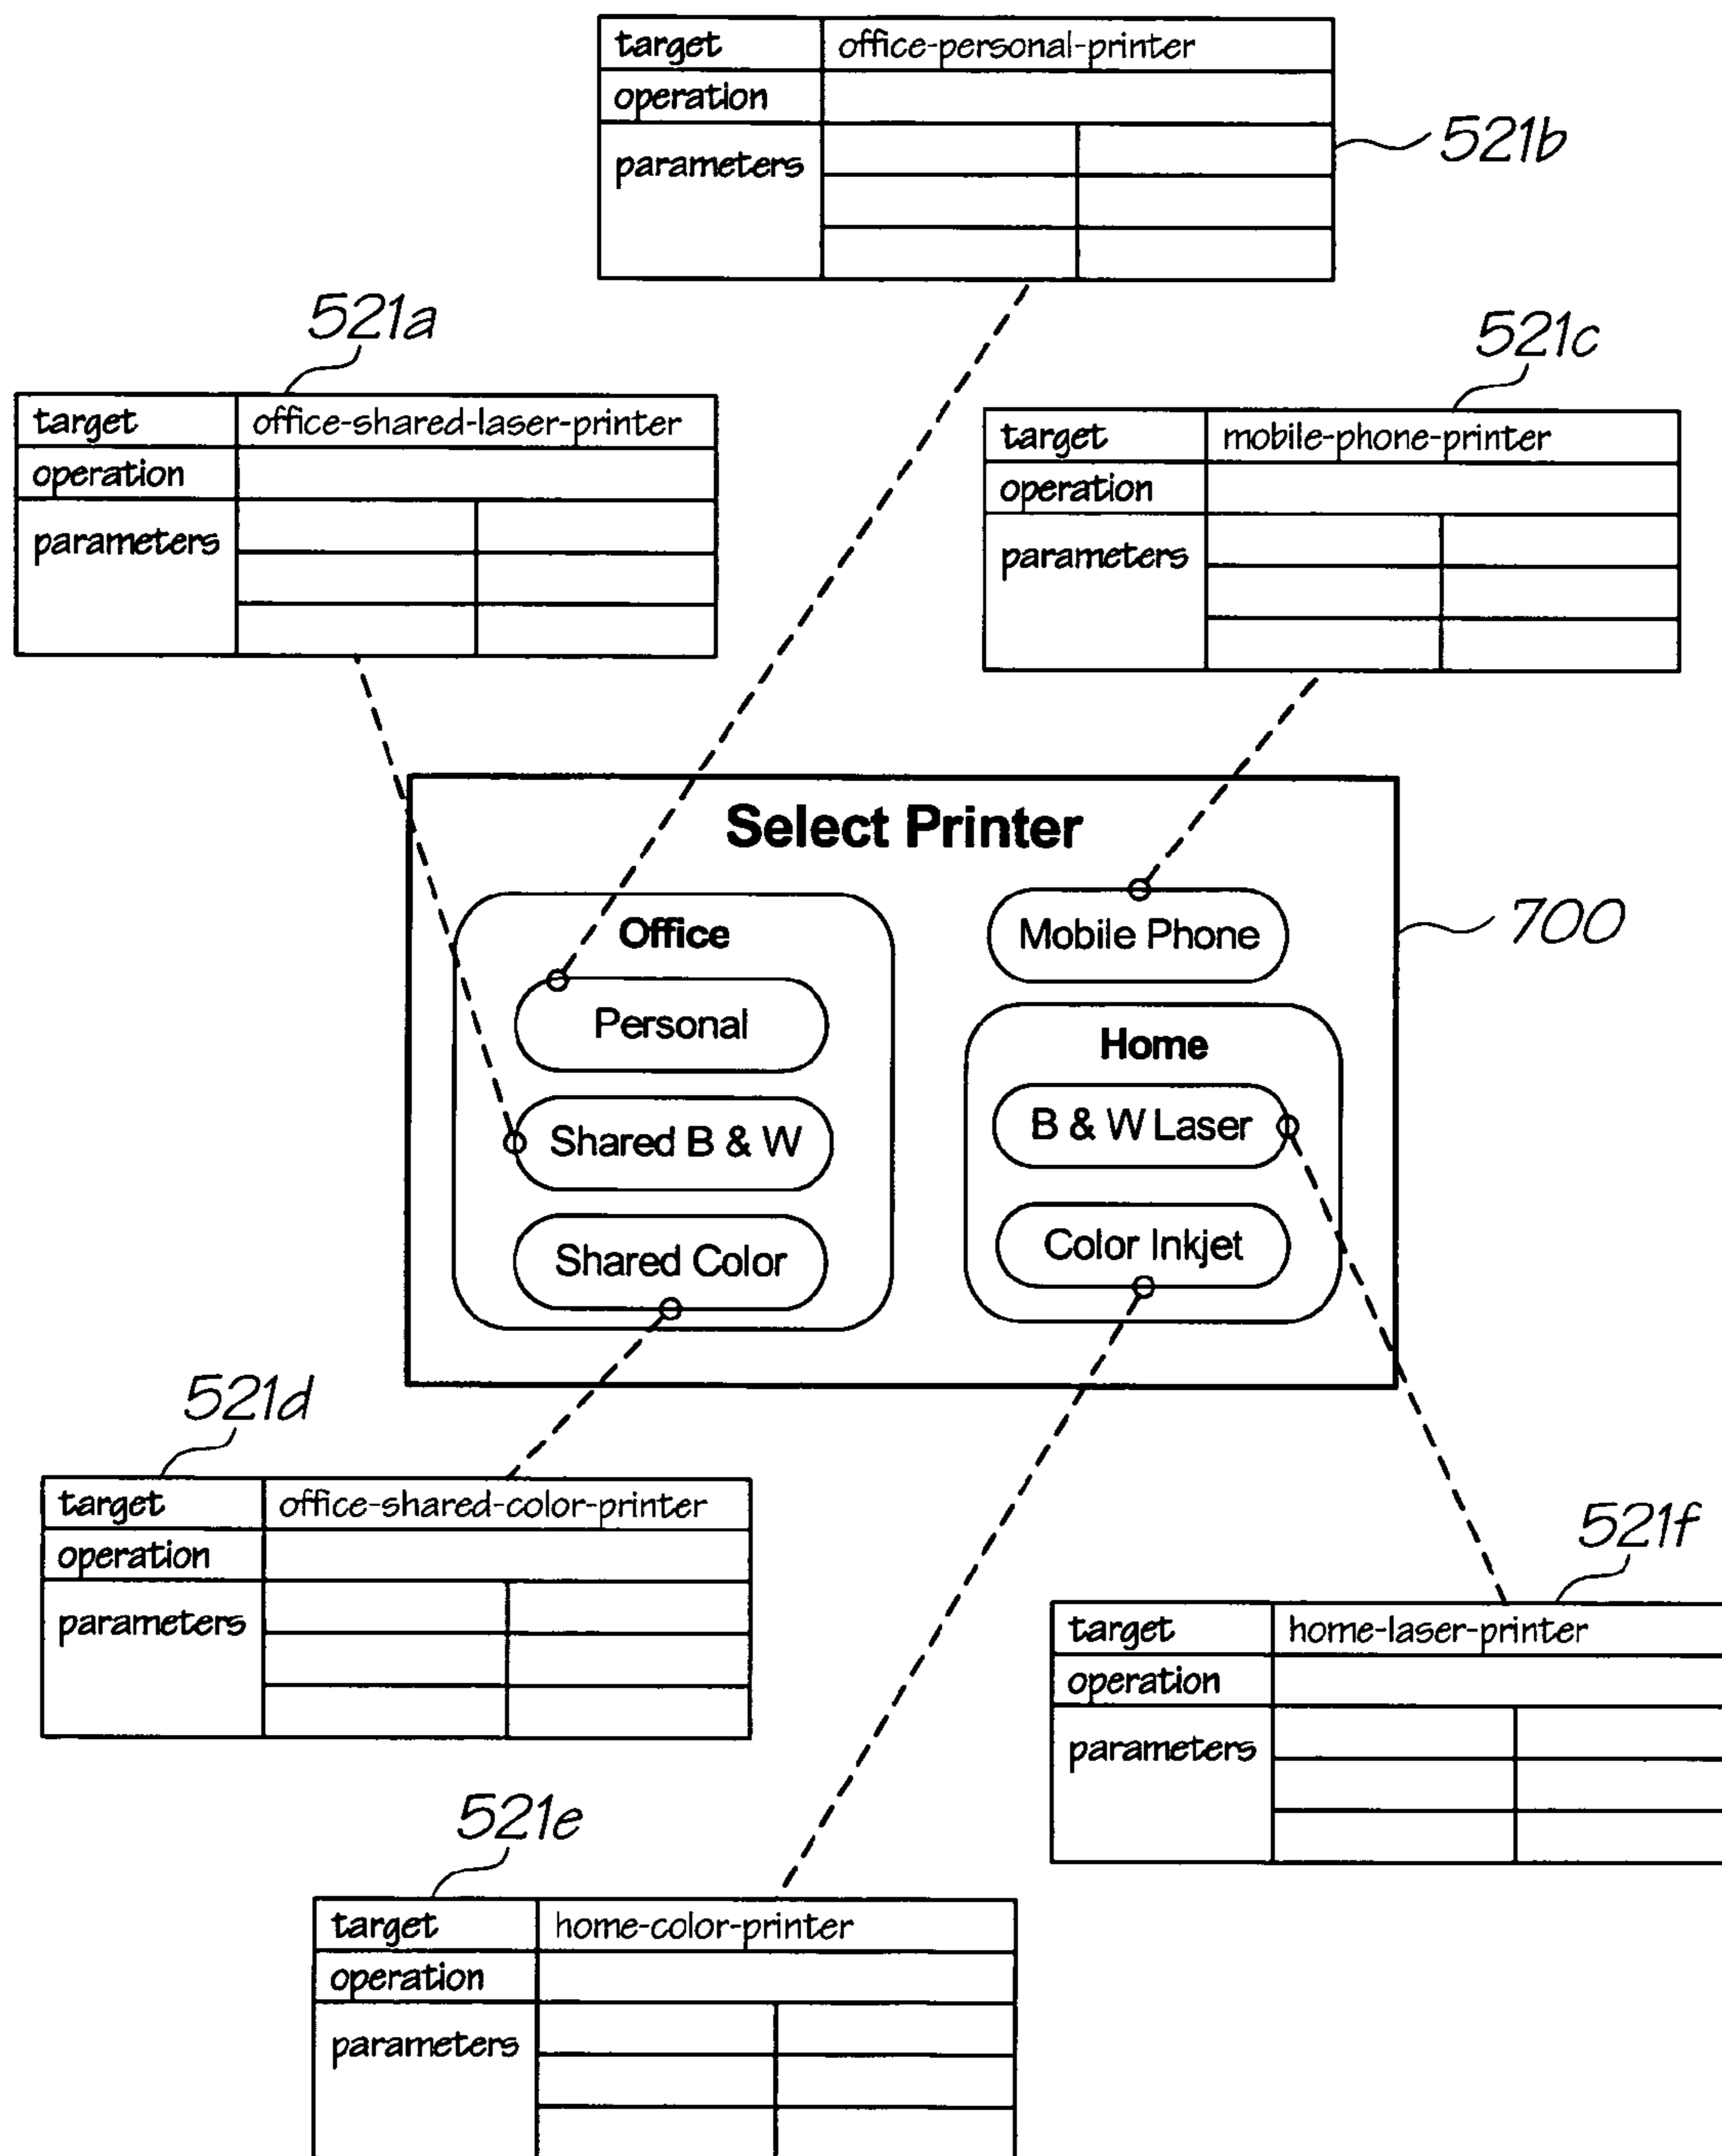 target office-personal-printer
operation
parameters
521b
521a
target office-shared-laser-printer
operation
parameters
521c
target mobile-phone-printer
operation
parameters
Select Printer
700
Office
Personal
Shared B & W
Shared Color
Mobile Phone
Home
B & W Laser
Color Inkjet
521d
target office-shared-color-printer
operation
parameters
521f
target home-laser-printer
operation
parameters
521e
target home-color-printer
operation
parameters